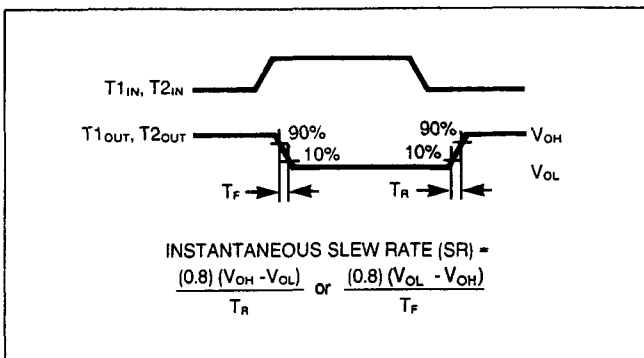 T1IN, T2IN
T1OUT, T2OUT
90%
90%
VOH
10%
10%
VOL
TF
TR
INSTANTANEOUS SLEW RATE (SR) =
(0.8) (VOH -VOL) or (0.8) (VOL - VOH)
TR TF